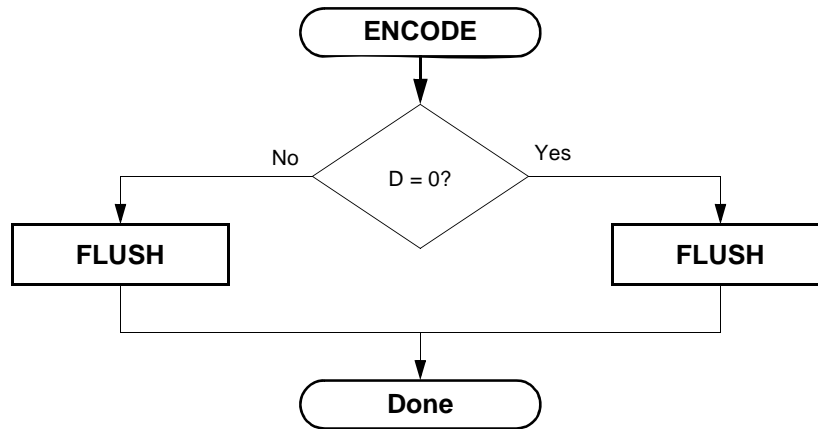 ENCODE
No
Yes
D = 0?
FLUSH
FLUSH
Done